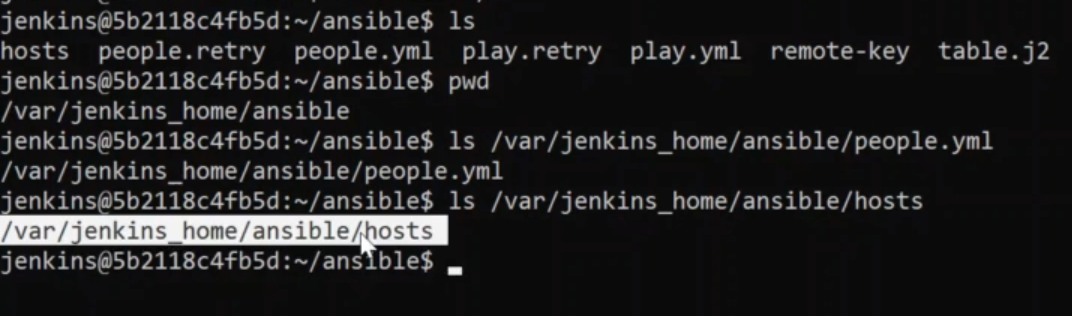 jenkins@5b2118c4fb5d:~/ansible$ ls
hosts  people.retry  people.yml  play.retry  play.yml  remote-key  table.j2
jenkins@5b2118c4fb5d:~/ansible$ pwd
/var/jenkins_home/ansible
jenkins@5b2118c4fb5d:~/ansible$ ls /var/jenkins_home/ansible/people.yml
/var/jenkins_home/ansible/people.yml
jenkins@5b2118c4fb5d:~/ansible$ ls /var/jenkins_home/ansible/hosts
/var/jenkins_home/ansible/hosts
jenkins@5b2118c4fb5d:~/ansible$